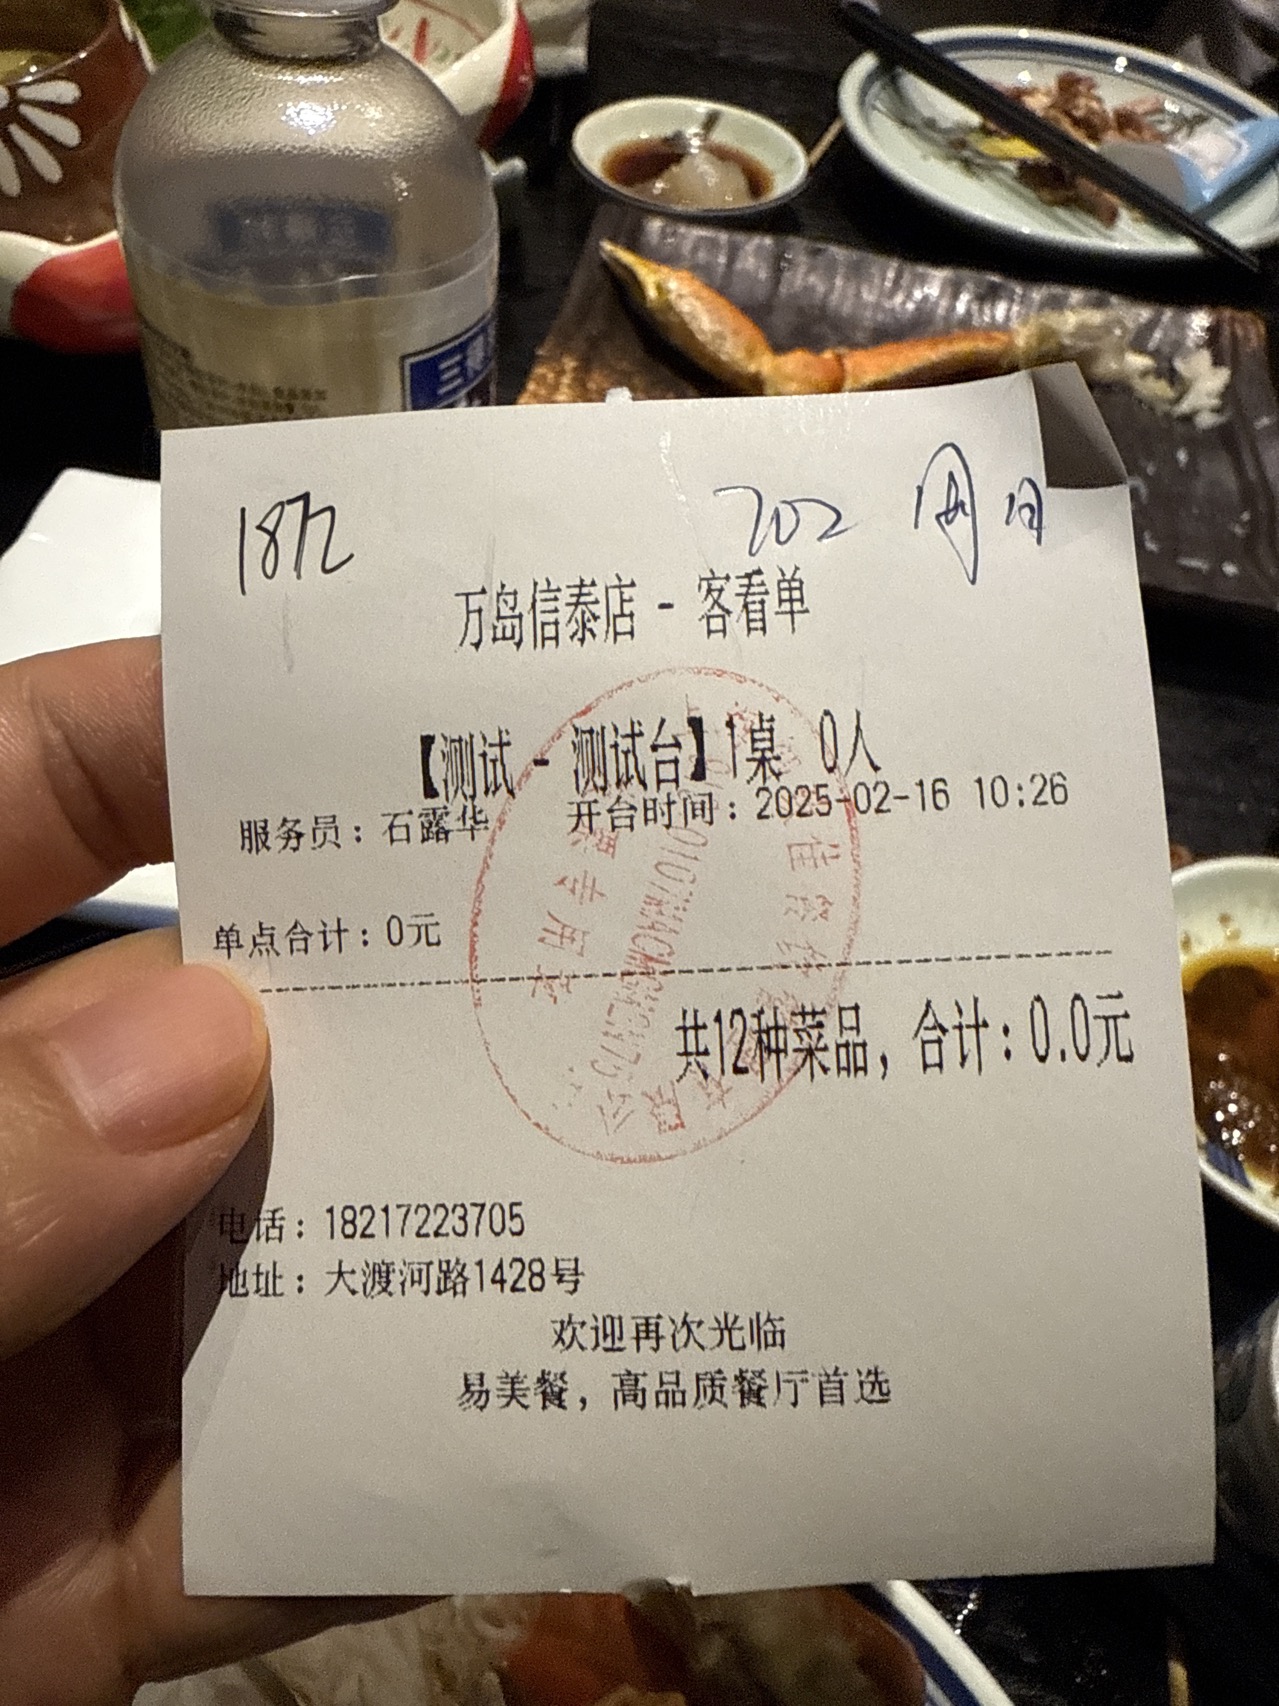 1872
702 周日
万岛信泰店 - 客看单
【测试 - 测试台】1桌 0人
服务员：石露华 开台时间：2025-02-16 10:26
单点合计：0元
共12种菜品，合计：0.0元
电话：18217223705
地址：大渡河路1428号
欢迎再次光临
易美餐，高品质餐厅首选